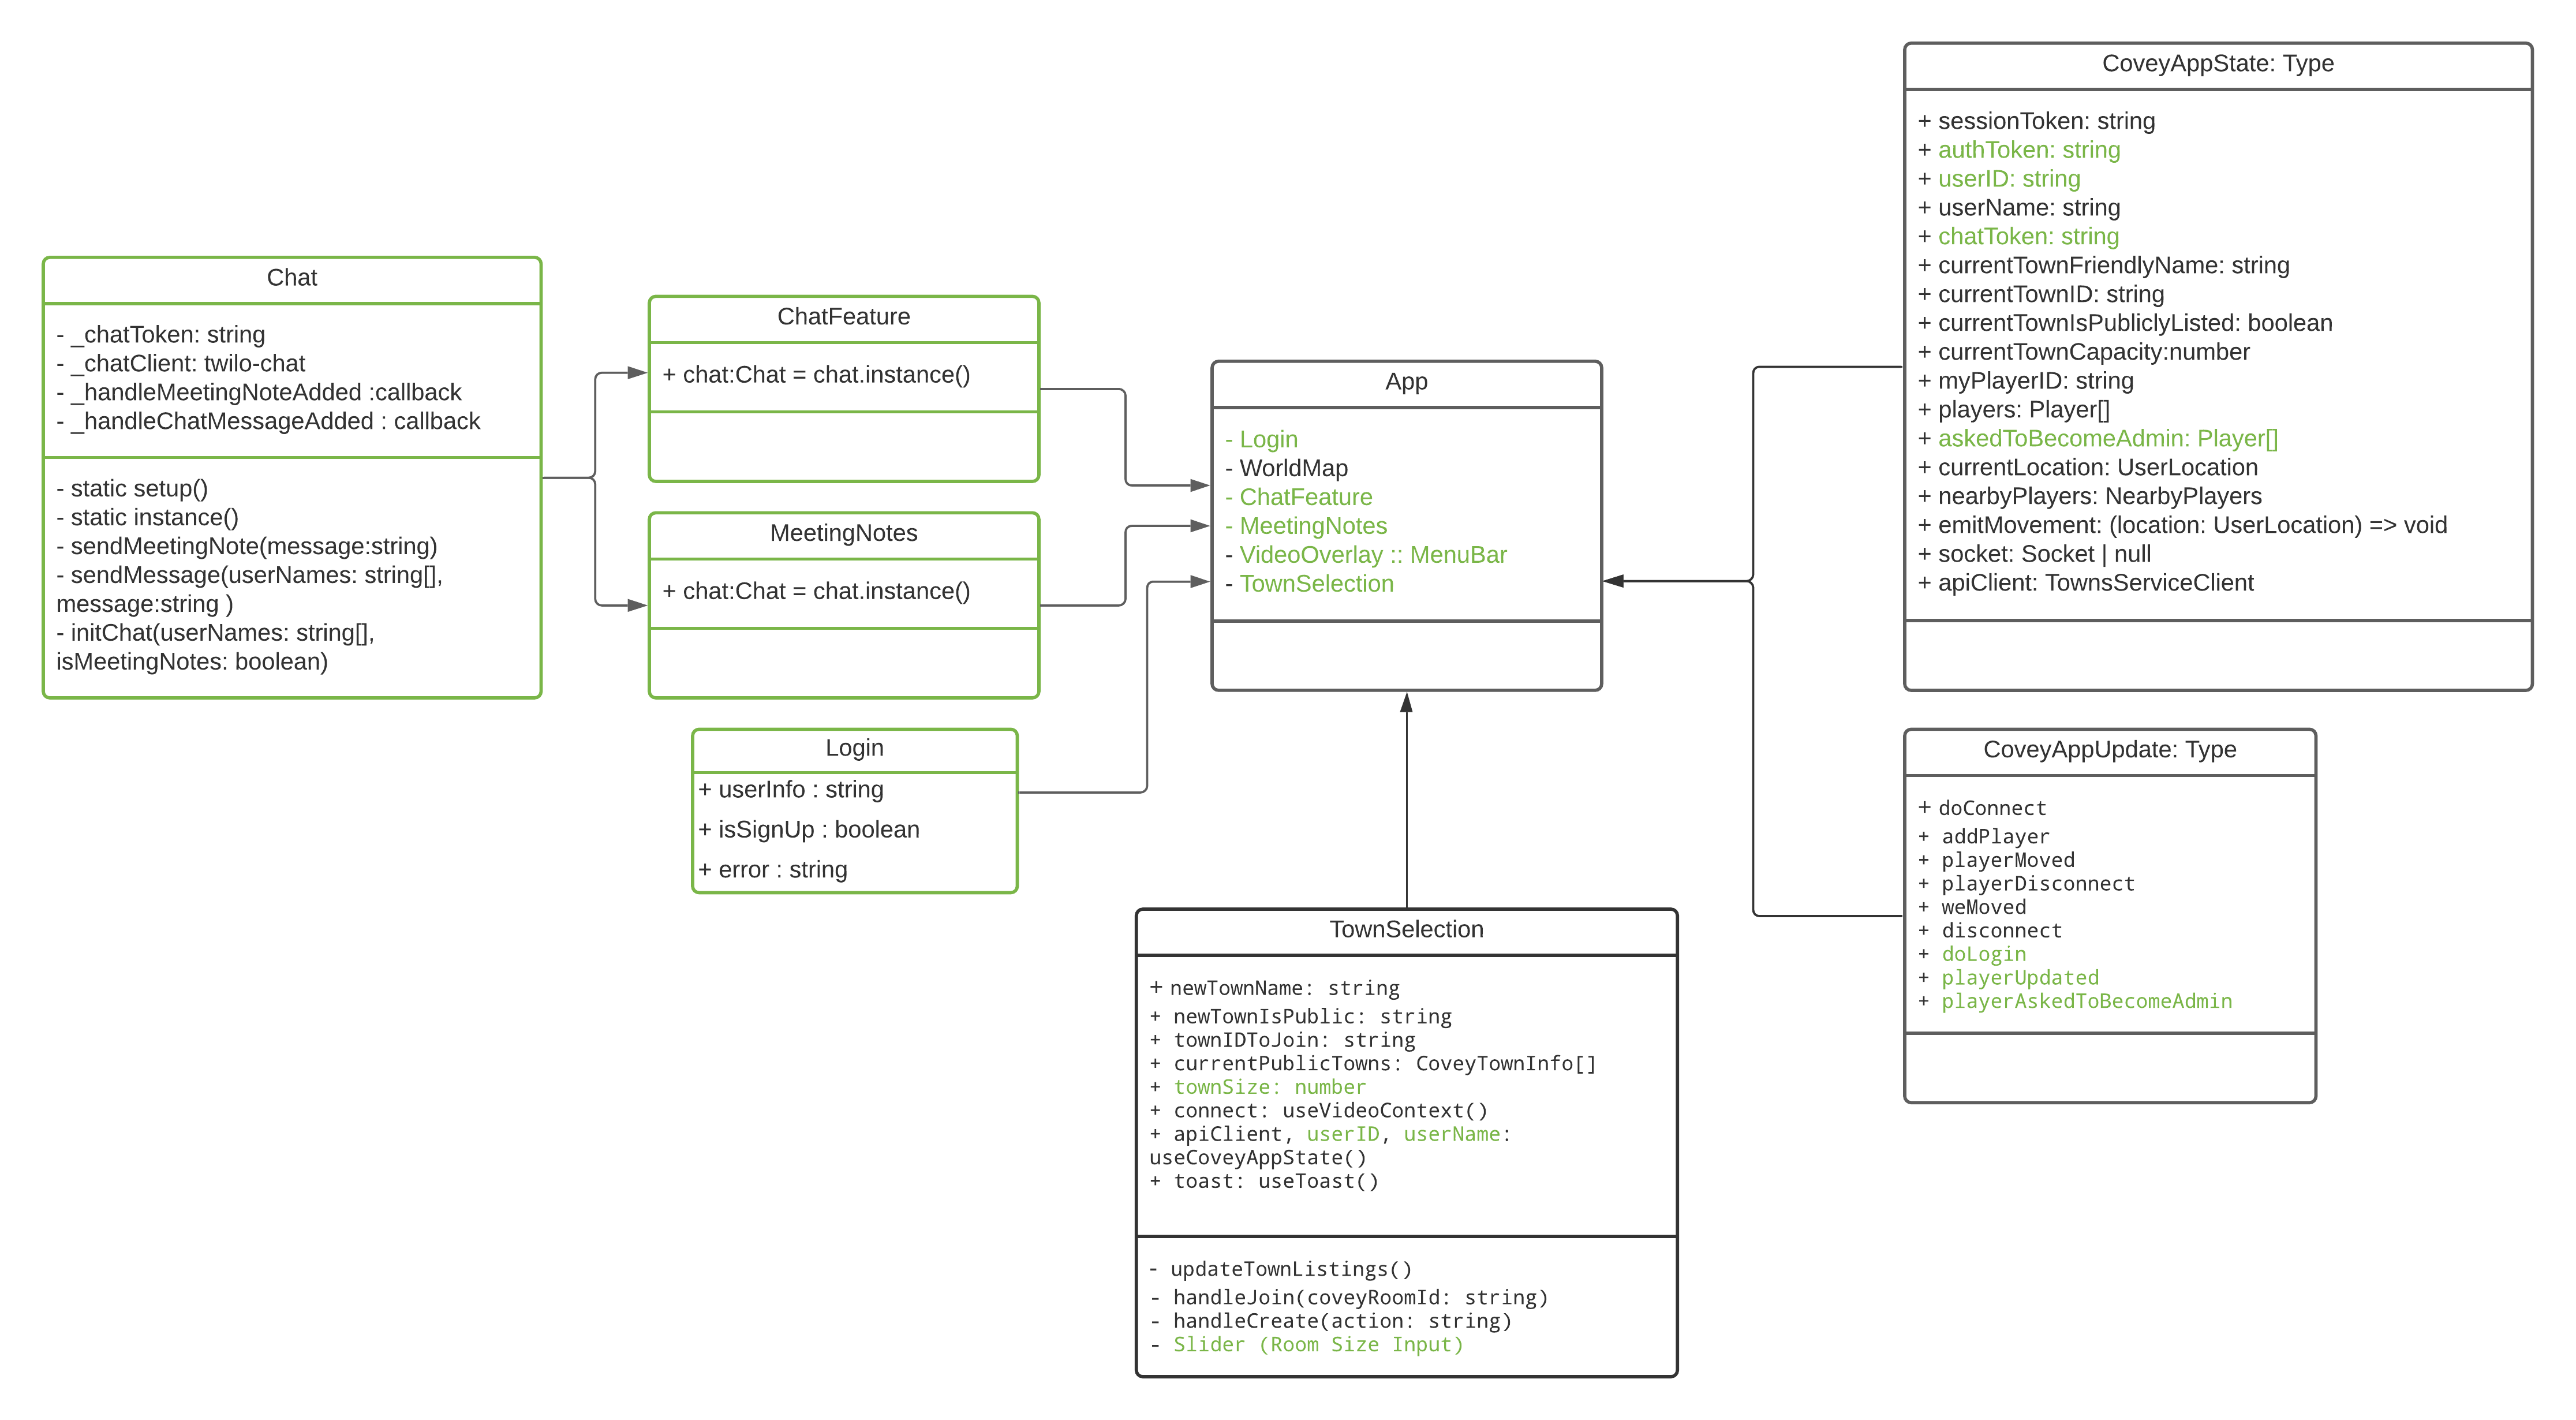 Chat
- _chatToken: string
- _chatClient: twilo-chat
- _handleMeetingNoteAdded :callback
- _handleChatMessageAdded : callback
- static setup()
- static instance()
- sendMeetingNote(message:string)
- sendMessage(userNames: string[],
message:string )
- initChat(userNames: string[],
isMeetingNotes: boolean)
ChatFeature
+ chat:Chat = chat.instance()
MeetingNotes
+ chat:Chat = chat.instance()
Login
+ userInfo : string
+ isSignUp : boolean
+ error : string
App
- Login
- WorldMap
- ChatFeature
- MeetingNotes
- VideoOverlay :: MenuBar
- TownSelection
TownSelection
+ newTownName: string
+ newTownIsPublic: string
+ townIDToJoin: string
+ currentPublicTowns: CoveyTownInfo[]
+ townSize: number
+ connect: useVideoContext()
+ apiClient, userID, userName:
useCoveyAppState()
+ toast: useToast()
- updateTownListings()
- handleJoin(coveyRoomId: string)
- handleCreate(action: string)
- Slider (Room Size Input)
CoveyAppState: Type
+ sessionToken: string
+ authToken: string
+ userID: string
+ userName: string
+ chatToken: string
+ currentTownFriendlyName: string
+ currentTownID: string
+ currentTownIsPubliclyListed: boolean
+ currentTownCapacity:number
+ myPlayerID: string
+ players: Player[]
+ askedToBecomeAdmin: Player[]
+ currentLocation: UserLocation
+ nearbyPlayers: NearbyPlayers
+ emitMovement: (location: UserLocation) => void
+ socket: Socket | null
+ apiClient: TownsServiceClient
CoveyAppUpdate: Type
+ doConnect
+ addPlayer
+ playerMoved
+ playerDisconnect
+ weMoved
+ disconnect
+ doLogin
+ playerUpdated
+ playerAskedToBecomeAdmin